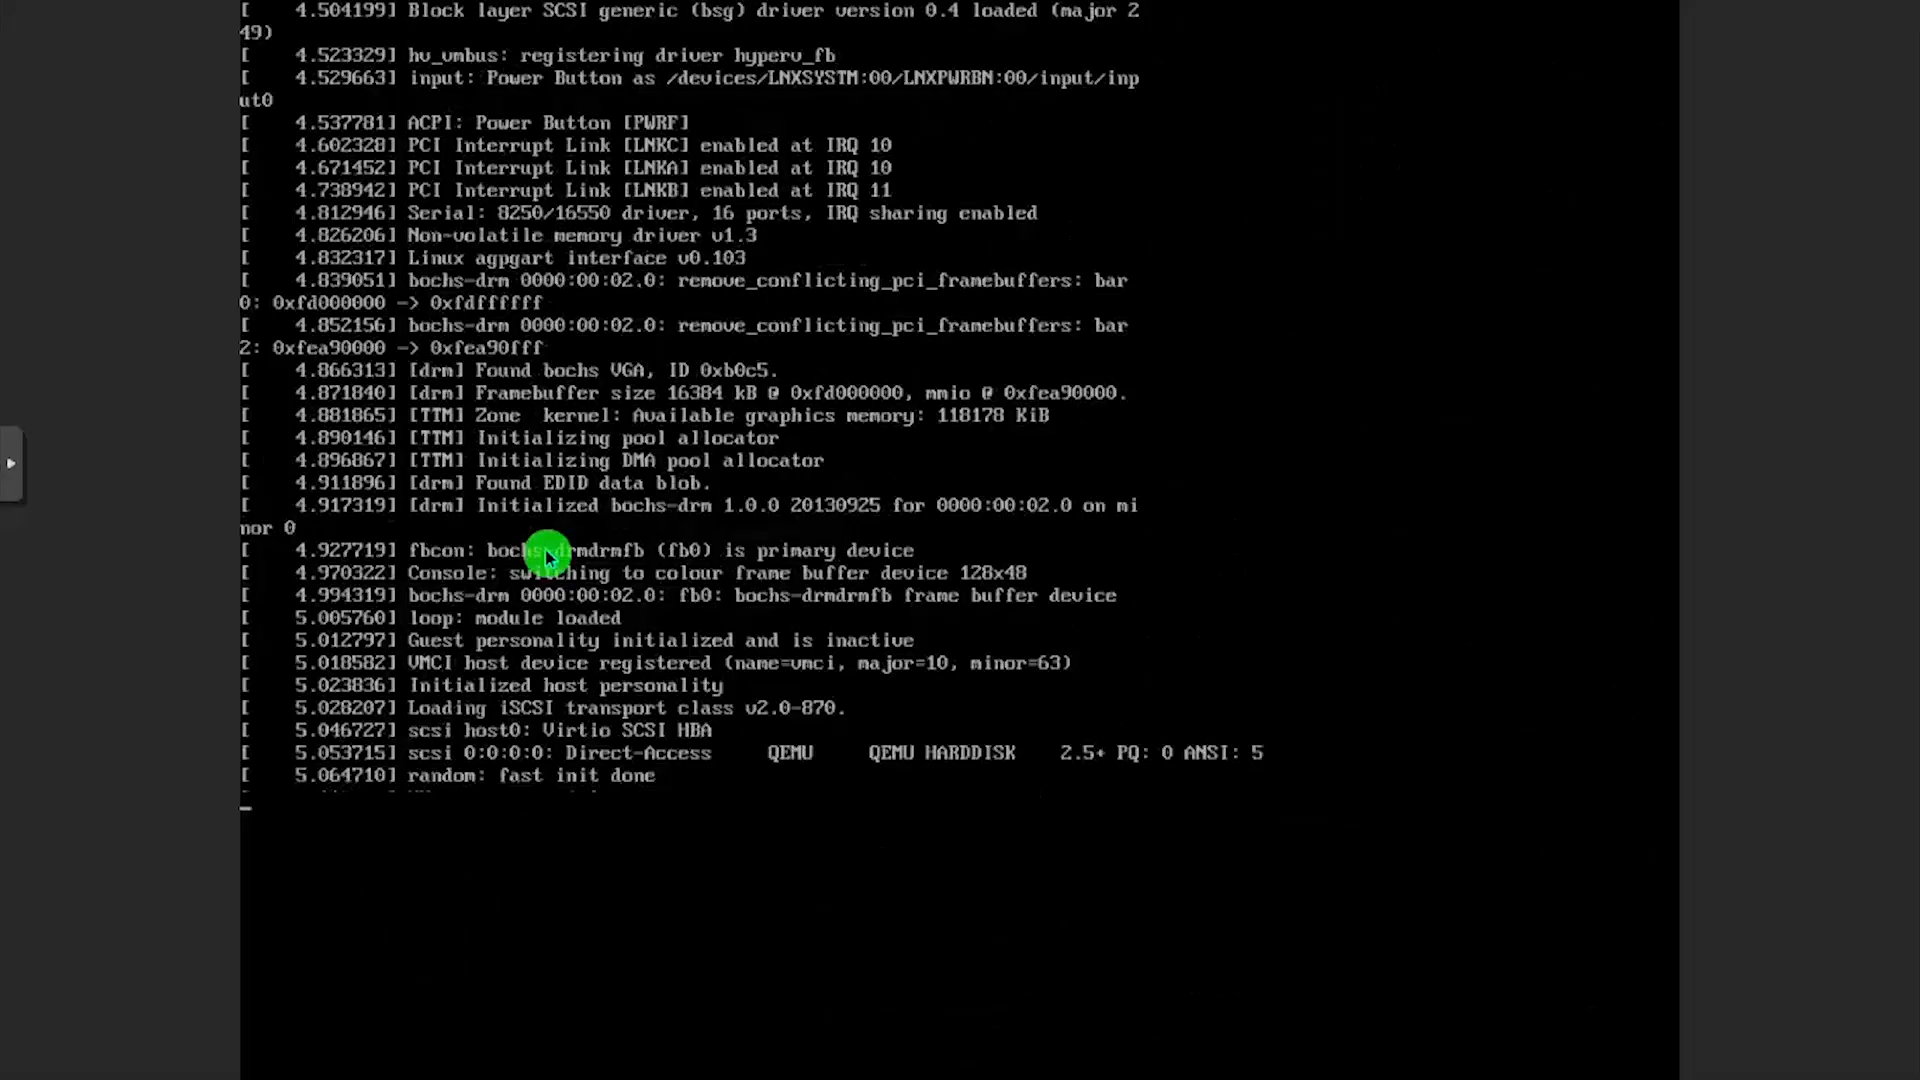 [    4.504199] Block layer SCSI generic (bsg) driver version 0.4 loaded (major 2
49)
[    4.523329] hv_vmbus: registering driver hyperv_fb
[    4.529663] input: Power Button as /devices/LNXSYSTM:00/LNXPWRBN:00/input/inp
ut0
[    4.537781] ACPI: Power Button [PWRF]
[    4.602328] PCI Interrupt Link [LNKC] enabled at IRQ 10
[    4.671452] PCI Interrupt Link [LNKA] enabled at IRQ 10
[    4.738942] PCI Interrupt Link [LNKB] enabled at IRQ 11
[    4.812946] Serial: 8250/16550 driver, 16 ports, IRQ sharing enabled
[    4.826206] Non-volatile memory driver v1.3
[    4.832317] Linux agpgart interface v0.103
[    4.839051] bochs-drm 0000:00:02.0: remove_conflicting_pci_framebuffers: bar
0: 0xfd000000 -> 0xfdffffff
[    4.852156] bochs-drm 0000:00:02.0: remove_conflicting_pci_framebuffers: bar
2: 0xfea90000 -> 0xfea90fff
[    4.866313] [drm] Found bochs VGA, ID 0xb0c5.
[    4.871840] [drm] Framebuffer size 16384 kB @ 0xfd000000, mmio @ 0xfea90000.
[    4.881865] [TTM] Zone  kernel: Available graphics memory: 118178 KiB
[    4.890146] [TTM] Initializing pool allocator
[    4.896867] [TTM] Initializing DMA pool allocator
[    4.911896] [drm] Found EDID data blob.
[    4.917319] [drm] Initialized bochs-drm 1.0.0 20130925 for 0000:00:02.0 on mi
nor 0
[    4.927719] fbcon: bochs-drmdrmfb (fb0) is primary device
[    4.970322] Console: switching to colour frame buffer device 128x48
[    4.994319] bochs-drm 0000:00:02.0: fb0: bochs-drmdrmfb frame buffer device
[    5.005760] loop: module loaded
[    5.012797] Guest personality initialized and is inactive
[    5.018582] VMCI host device registered (name=vmci, major=10, minor=63)
[    5.023836] Initialized host personality
[    5.028207] Loading iSCSI transport class v2.0-870.
[    5.046727] scsi host0: Virtio SCSI HBA
[    5.053715] scsi 0:0:0:0: Direct-Access     QEMU     QEMU HARDDISK    2.5+ PQ: 0 ANSI: 5
[    5.064710] random: fast init done